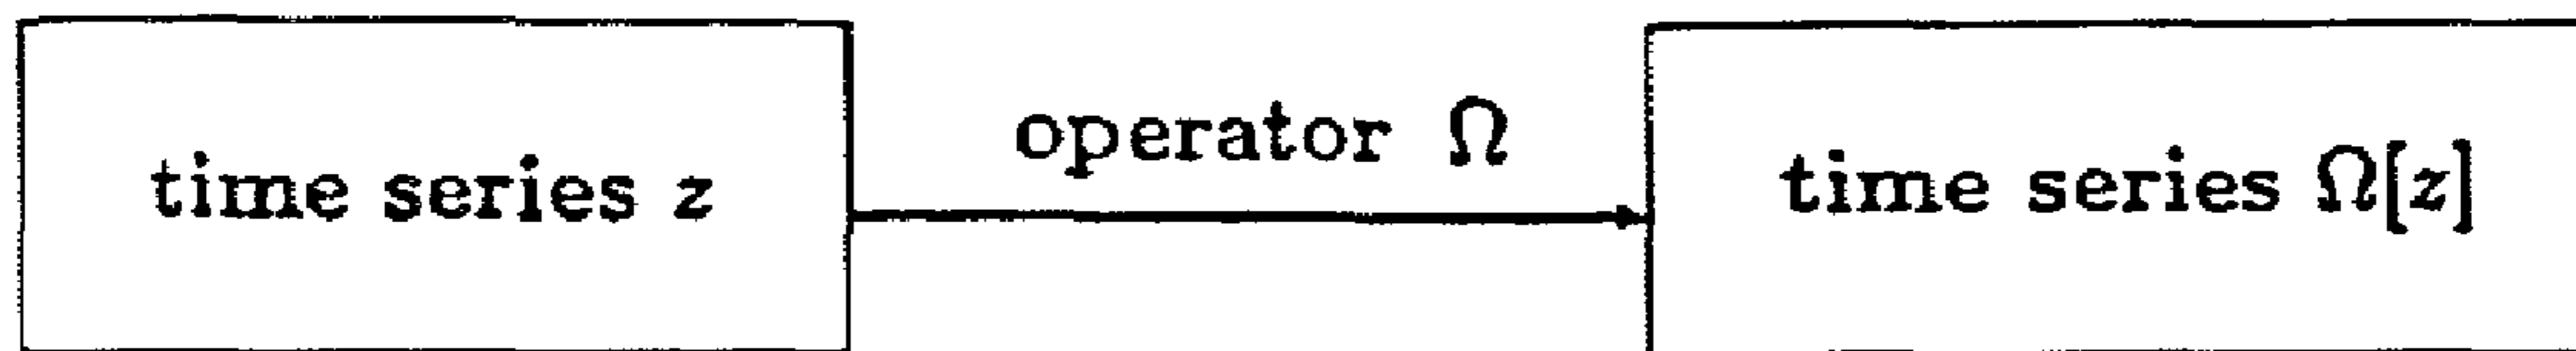 time series z
operator Ω
time series Ω[z]